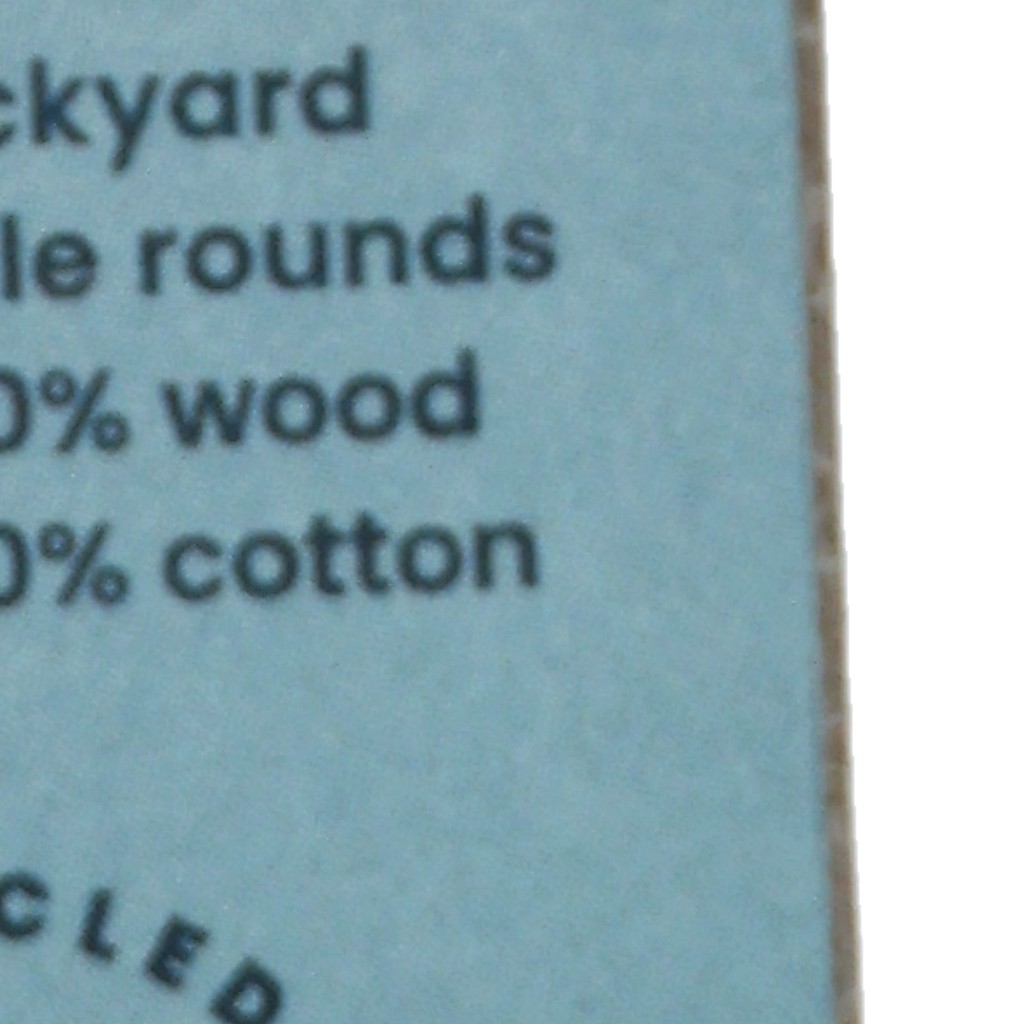 ckyard
le rounds
0% wood
0% cotton
CLED